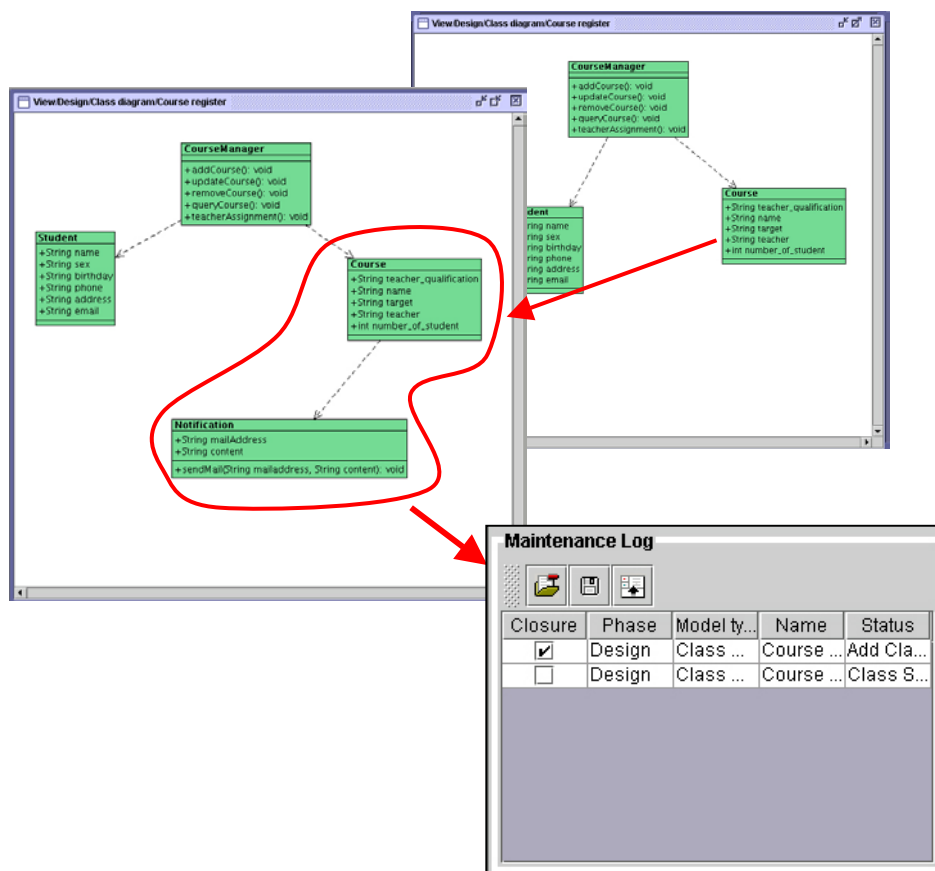 View/Design/Class diagram/Course register
CourseManager
+addCourse(): void
+updateCourse(): void
+removeCourse(): void
+queryCourse(): void
+teacherAssignment(): void
Course
+String teacher_qualification
+String name
+String target
+String teacher
+int number_of_student
dent
ring name
ring sex
ring birthday
ring phone
ring address
ring email
View/Design/Class diagram/Course register
CourseManager
+addCourse(): void
+updateCourse(): void
+removeCourse(): void
+queryCourse(): void
+teacherAssignment(): void
Student
+String name
+String sex
+String birthday
+String phone
+String address
+String email
Course
+String teacher_qualification
+String name
+String target
+String teacher
+int number_of_student
Notification
+String mailAddress
+String content
+sendMail(String mailaddress, String content): void
Maintenance Log
Closure Phase Model ty... Name Status
Design Class ... Course ... Add Cla...
Design Class ... Course ... Class S...